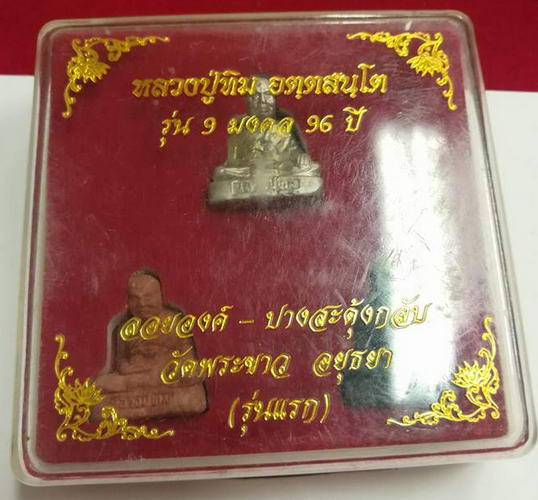 หลวงปู่ทิม อตฺตสนฺโต
รุ่น 9 มงคล 96 ปี
ลอยองค์ - ปางสะดุ้งกลับ
วัดพระขาว อยุธยา
(รุ่นแรก)